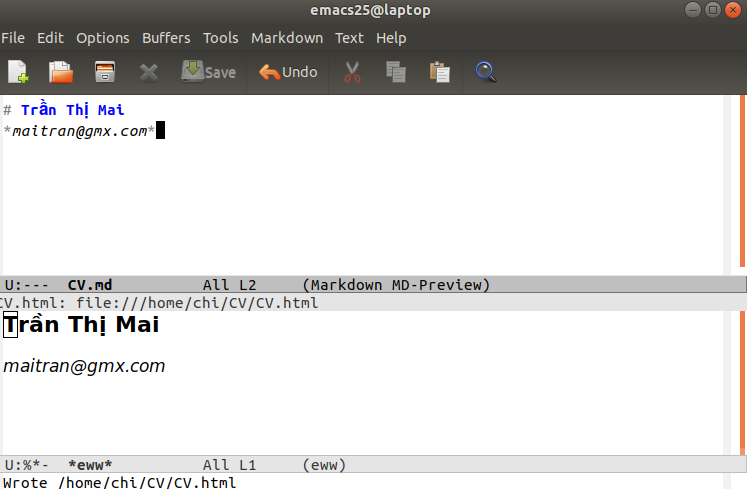 emacs25@laptop
File Edit Options Buffers Tools Markdown Text Help
Save Undo
# Trần Thị Mai
*maitran@gmx.com*
U:--- CV.md All L2 (Markdown MD-Preview)
CV.html: file:///home/chi/CV/CV.html
Trần Thị Mai
maitran@gmx.com
U:%*- *eww* All L1 (eww)
Wrote /home/chi/CV/CV.html